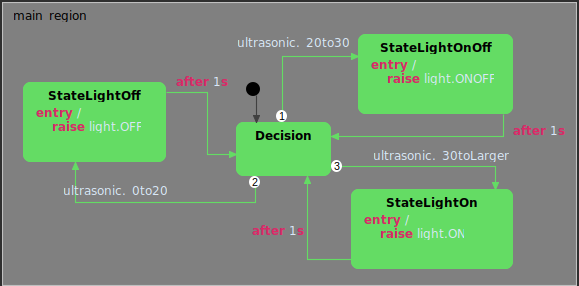 main region
ultrasonic. 20to30
StateLightOnOff
entry /
raise light.ONOFF
after 1s
StateLightOff
entry /
raise light.OFF
1
Decision
after 1s
3
ultrasonic. 30toLarger
2
ultrasonic. 0to20
StateLightOn
entry /
raise light.ON
after 1s